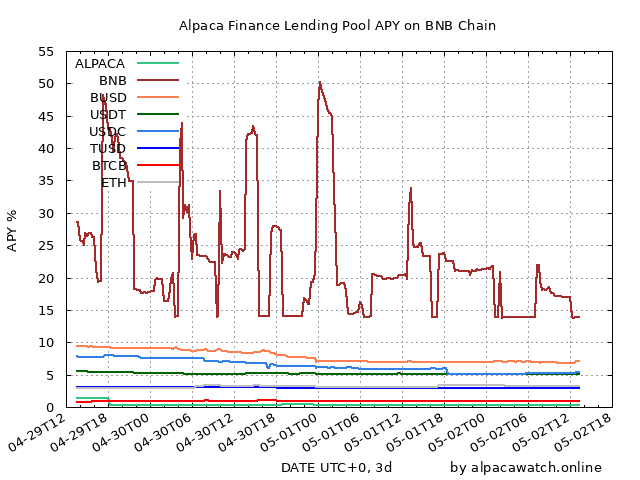 Alpaca Finance Lending Pool APY on BNB Chain
55
50
45
40
35
30
25
20
15
10
5
0
APY %
ALPACA
BNB
BUSD
USDT
USDC
TUSD
BTCB
ETH
04-29T12
04-29T18
04-30T00
04-30T06
04-30T12
04-30T18
05-01T00
05-01T06
05-01T12
05-01T18
05-02T00
05-02T06
05-02T12
05-02T18
DATE UTC+0, 3d
by alpacawatch.online